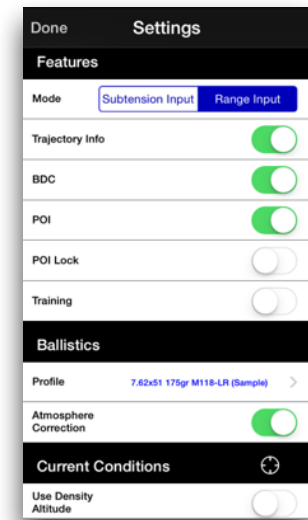 Done Settings
Features
Mode Subtension Input Range Input
Trajectory Info
BDC
POI
POI Lock
Training
Ballistics
Profile 7.62x51 175gr M118-LR (Sample)
Atmosphere
Correction
Current Conditions
Use Density
Altitude